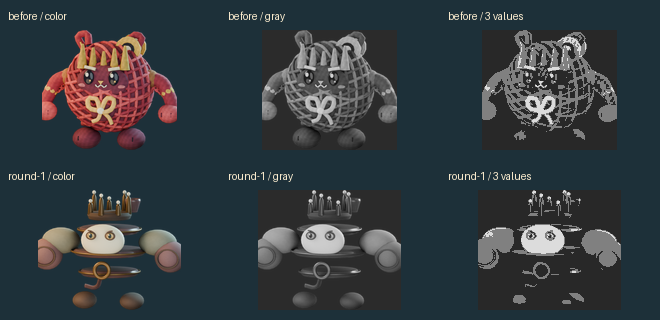 before / color
before / gray
before / 3 values
round-1 / color
round-1 / gray
round-1 / 3 values